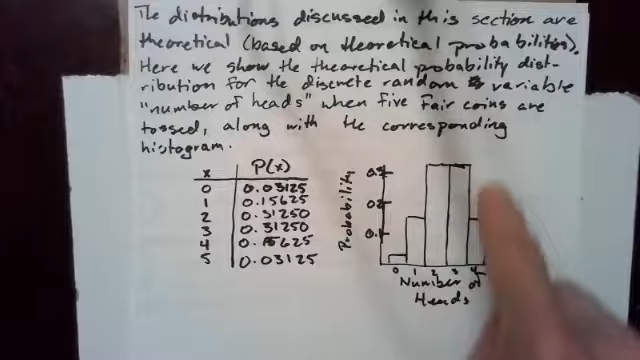 The distributions discussed in this section are
theoretical (based on theoretical probabilities).
Here we show the theoretical probability dist-
ribution for the discrete random variable
"number of heads" when five fair coins are
tossed, along with the corresponding
histogram.
x P(x)
0 0.03125
1 0.15625
2 0.31250
3 0.31250
4 0.15625
5 0.03125
Probability
0.3
0.2
0.1
0 1 2 3 4
Number of
Heads